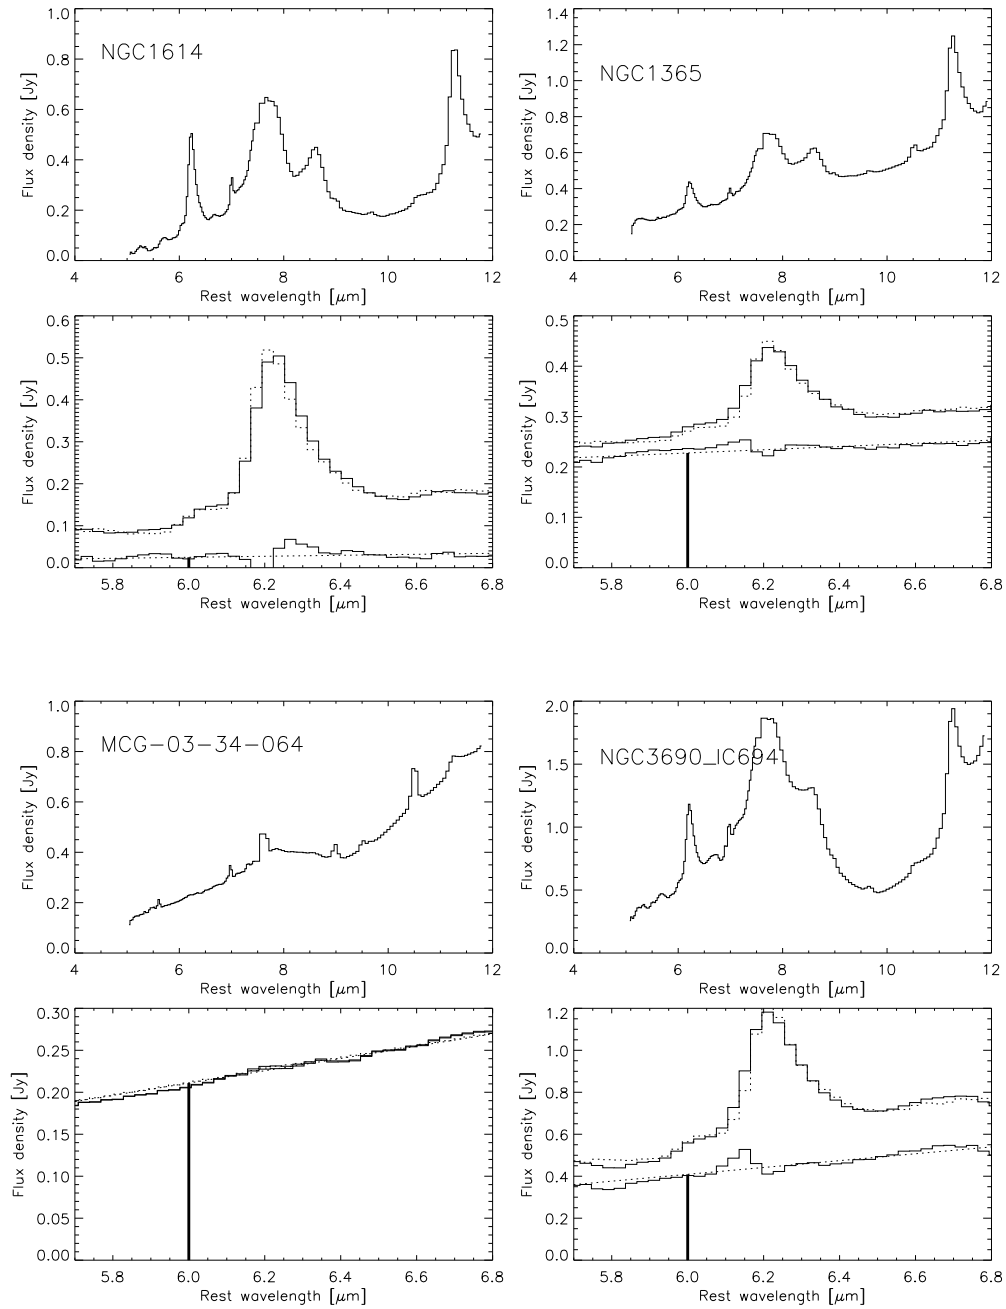 NGC1614
Flux density [Jy]
1.0
0.8
0.6
0.4
0.2
0.0
4 6 8 10 12
Rest wavelength [μm]
NGC1365
Flux density [Jy]
1.4
1.2
1.0
0.8
0.6
0.4
0.2
0.0
4 6 8 10 12
Rest wavelength [μm]
Flux density [Jy]
0.6
0.5
0.4
0.3
0.2
0.1
0.0
5.8 6.0 6.2 6.4 6.6 6.8
Rest wavelength [μm]
Flux density [Jy]
0.5
0.4
0.3
0.2
0.1
0.0
5.8 6.0 6.2 6.4 6.6 6.8
Rest wavelength [μm]
MCG-03-34-064
Flux density [Jy]
1.0
0.8
0.6
0.4
0.2
0.0
4 6 8 10 12
Rest wavelength [μm]
NGC3690_IC694
Flux density [Jy]
2.0
1.5
1.0
0.5
0.0
4 6 8 10 12
Rest wavelength [μm]
Flux density [Jy]
0.30
0.25
0.20
0.15
0.10
0.05
0.00
5.8 6.0 6.2 6.4 6.6 6.8
Rest wavelength [μm]
Flux density [Jy]
1.2
1.0
0.8
0.6
0.4
0.2
0.0
5.8 6.0 6.2 6.4 6.6 6.8
Rest wavelength [μm]